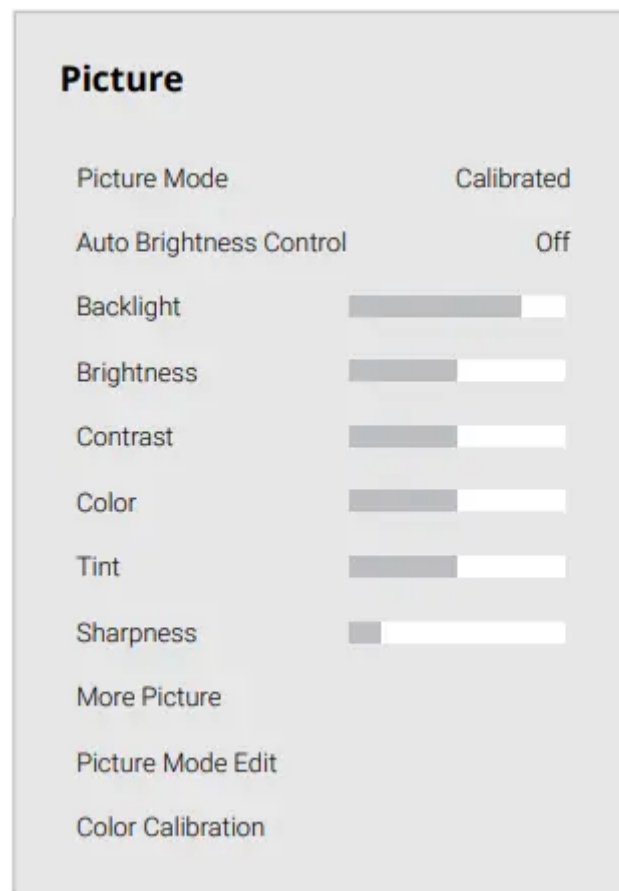 Picture
Picture Mode Calibrated
Auto Brightness Control Off
Backlight
Brightness
Contrast
Color
Tint
Sharpness
More Picture
Picture Mode Edit
Color Calibration